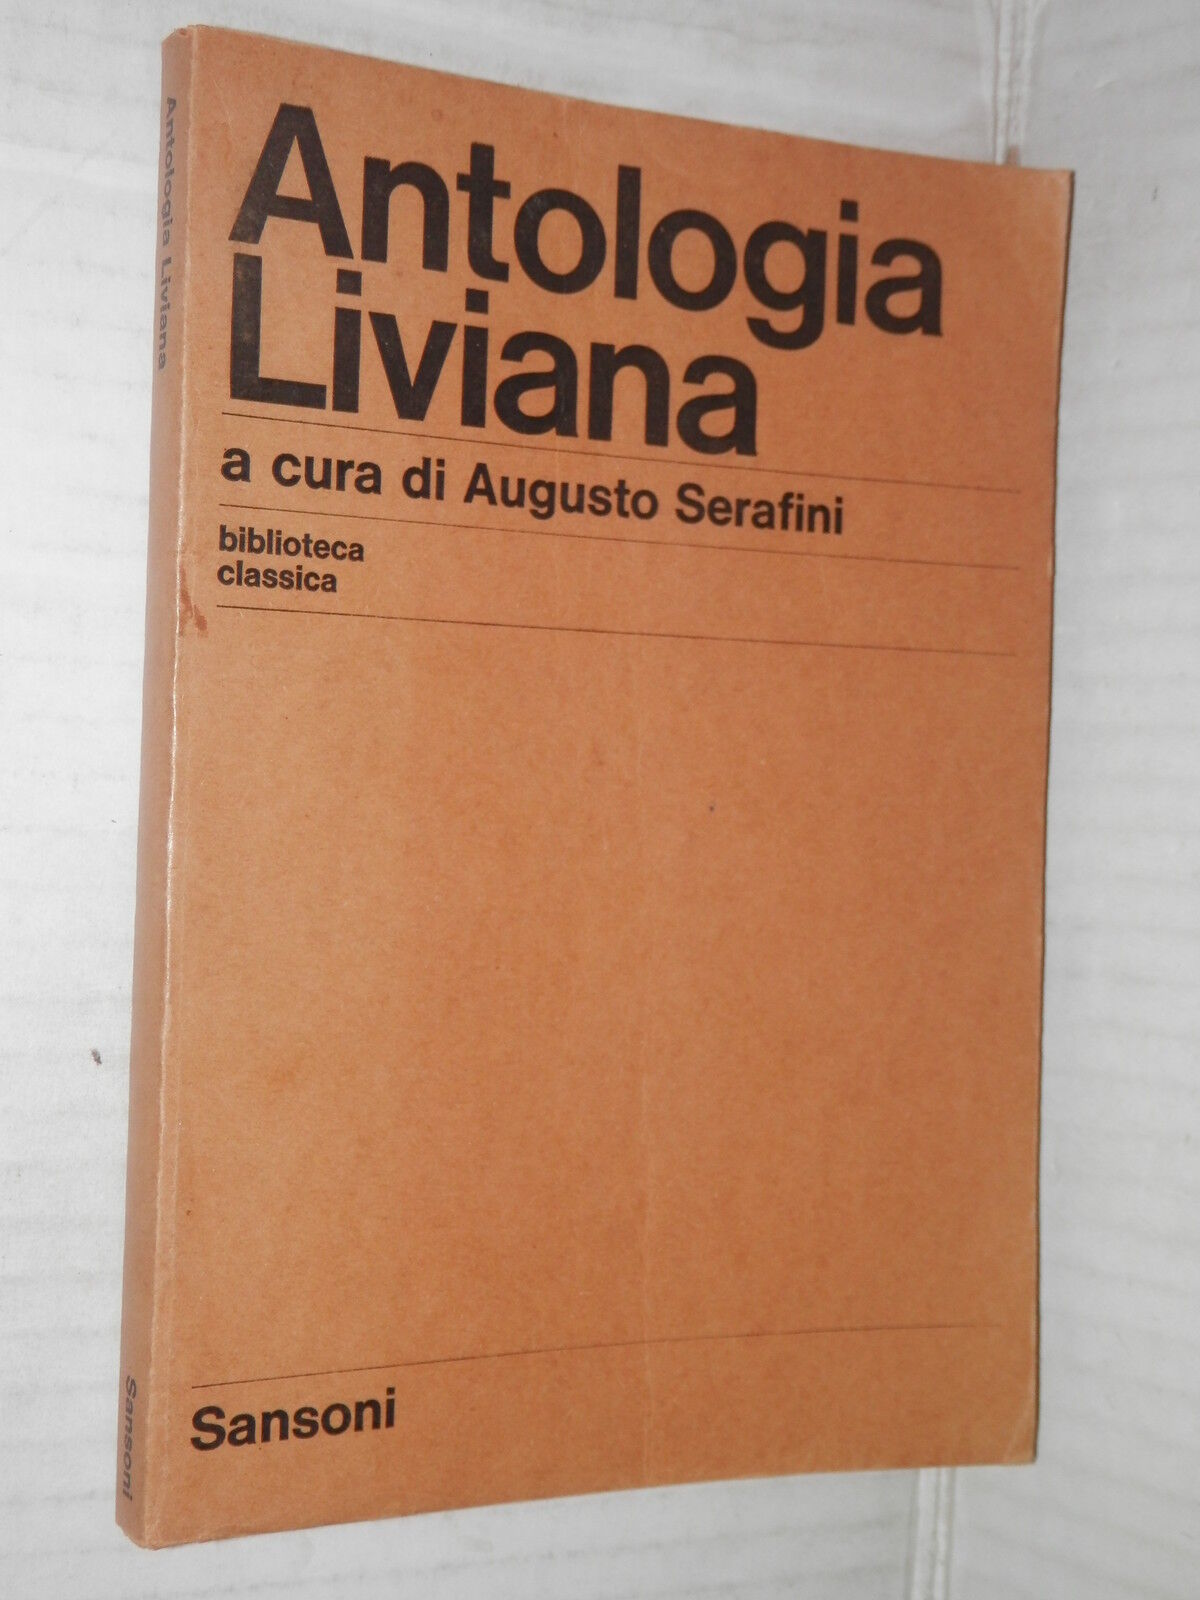 Antologia
Liviana
a cura di Augusto Serafini
biblioteca
classica
Sansoni
Antologia Liviana
Sansoni